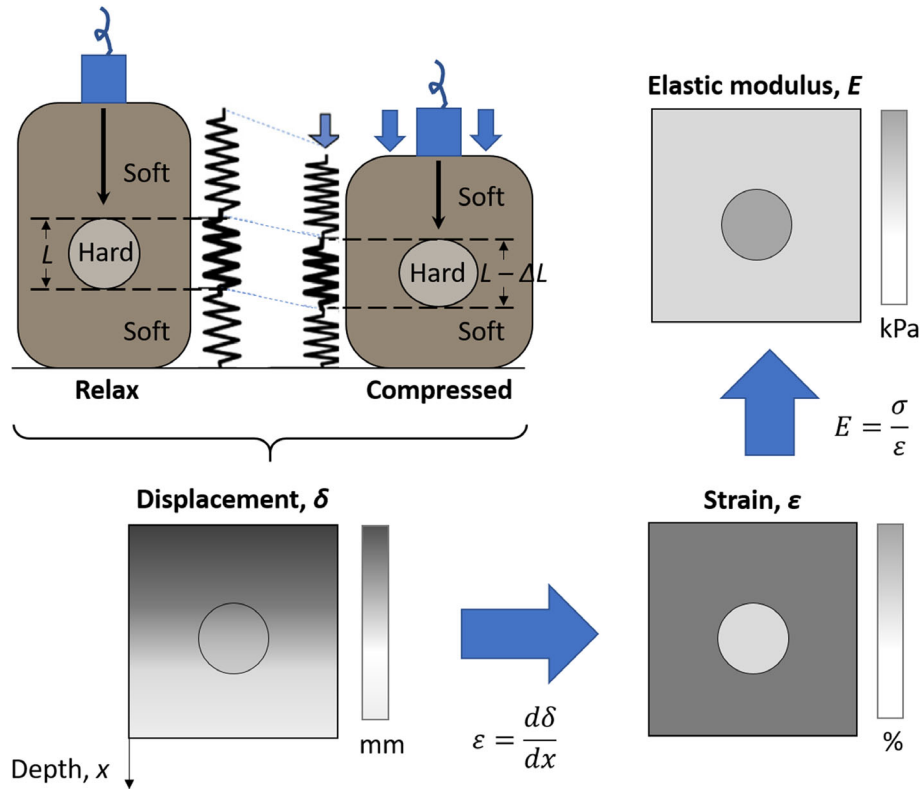 Soft
Hard
L
Soft
Relax
Soft
Hard
L − ΔL
Soft
Compressed
Elastic modulus, E
kPa
E = σ/ε
Displacement, δ
mm
Depth, x
ε = dδ/dx
Strain, ε
%